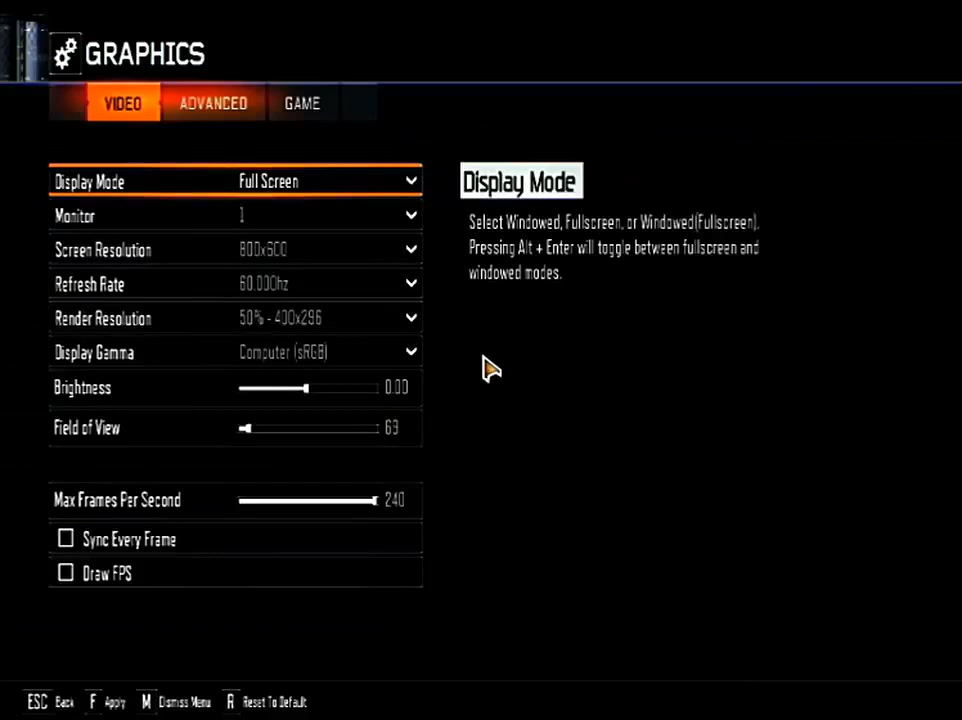 GRAPHICS
VIDEO ADVANCED GAME
Display Mode Full Screen
Display Mode
Monitor 1
Select Windowed, Fullscreen, or Windowed(Fullscreen).
Screen Resolution 800x600
Pressing Alt + Enter will toggle between fullscreen and
windowed modes.
Refresh Rate 60.000hz
Render Resolution 50% - 400x296
Display Gamma Computer (sRGB)
Brightness 0.00
Field of View 69
Max Frames Per Second 240
Sync Every Frame
Draw FPS
ESC Back F Apply M Dismiss Menu R Reset To Default